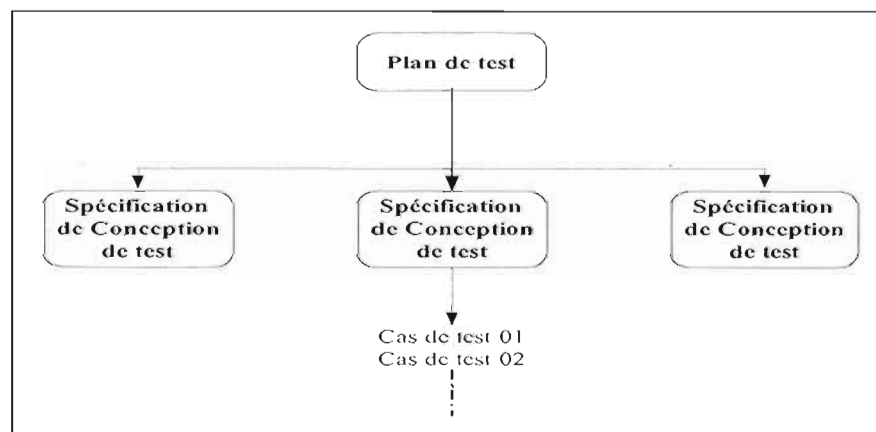 Plan de test
Spécification
de Conception
de test
Spécification
de Conception
de test
Spécification
de Conception
de test
Cas de test 01
Cas de test 02